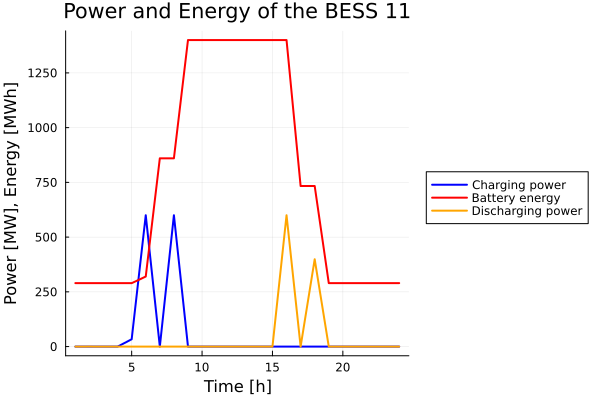 Power and Energy of the BESS 11
Power [MW], Energy [MWh]
1250
1000
750
500
250
0
5 10 15 20
Time [h]
Charging power
Battery energy
Discharging power